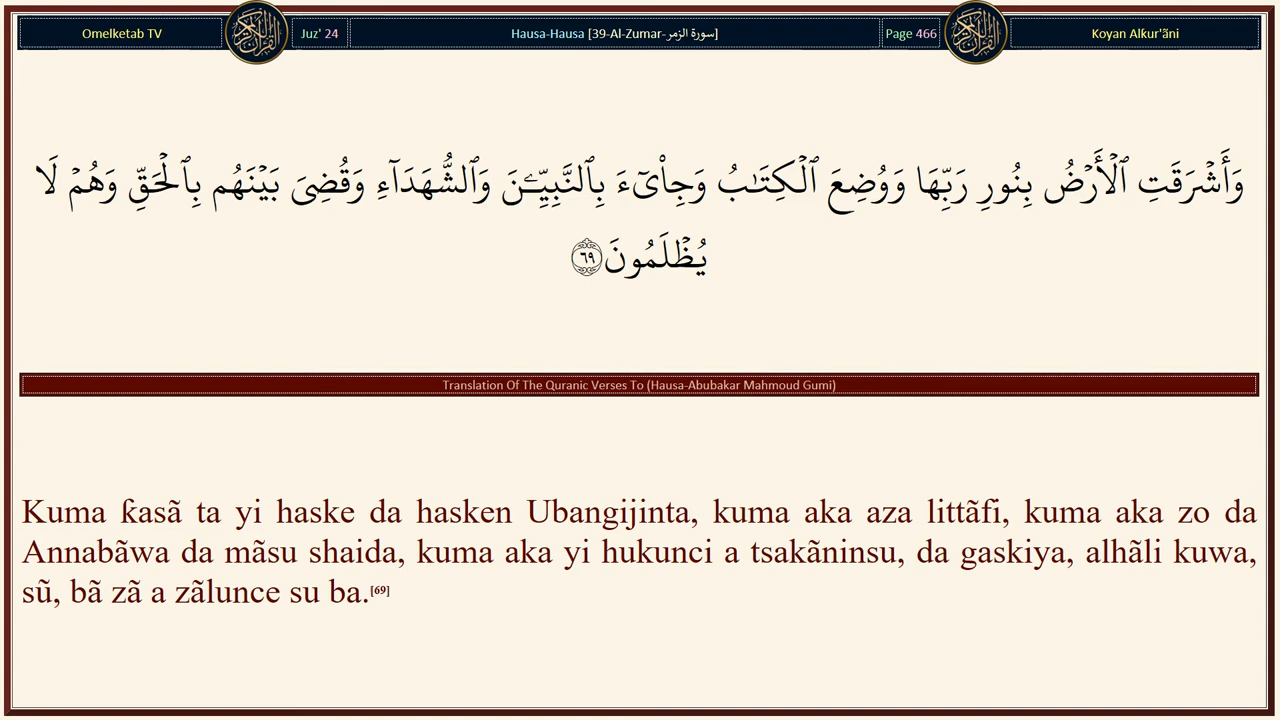 Omelketab TV
Juz' 24
Hausa-Hausa [39-Al-Zumar-سورة الزمر]
Page 466
Koyan Alƙur'ãni
وَأَشۡرَقَتِ ٱلۡأَرۡضُ بِنُورِ رَبِّهَا وَوُضِعَ ٱلۡكِتَٰبُ وَجِاْيٓءَ بِٱلنَّبِيِّـۧنَ وَٱلشُّهَدَآءِ وَقُضِيَ بَيۡنَهُم بِٱلۡحَقِّ وَهُمۡ لَا
يُظۡلَمُونَ ٦٩
Translation Of The Quranic Verses To (Hausa-Abubakar Mahmoud Gumi)
Kuma ƙasã ta yi haske da hasken Ubangijinta, kuma aka aza littãfi, kuma aka zo da
Annabãwa da mãsu shaida, kuma aka yi hukunci a tsakãninsu, da gaskiya, alhãli kuwa,
sũ, bã zã a zãlunce su ba.[69]